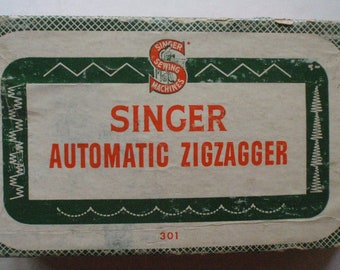 SINGER
SEWING
MACHINES
SINGER
AUTOMATIC ZIGZAGGER
301